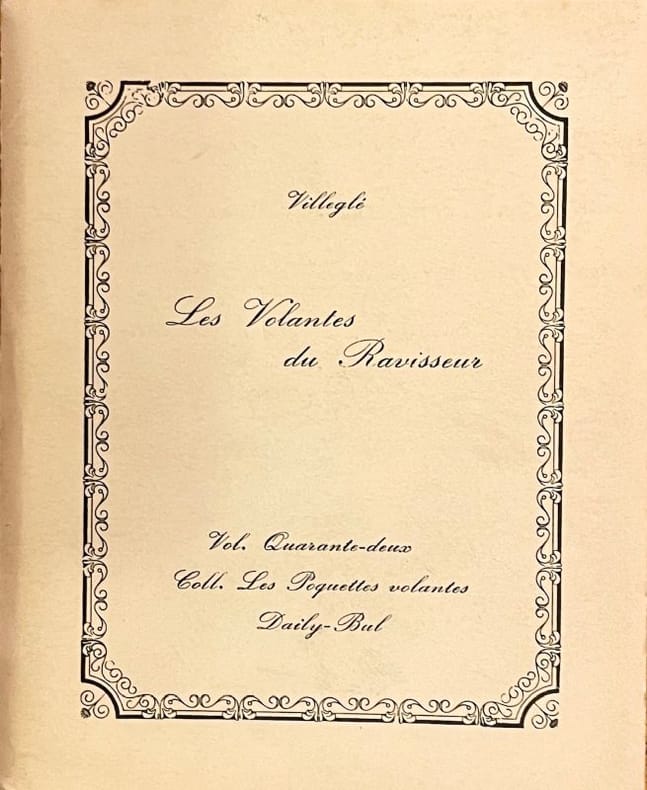 Villeglé
Les Volantes
du Ravisseur
Vol. Quarante-deux
Coll. Les Poquettes volantes
Daily-Bul